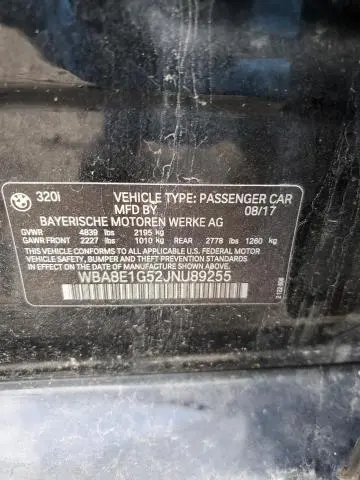 320i VEHICLE TYPE: PASSENGER CAR
MFD BY 08/17
BAYERISCHE MOTOREN WERKE AG
GVWR 4839 lbs 2195 kg
GAWR FRONT 2227 lbs 1010 kg GAWR REAR 2778 lbs 1260 kg
THIS VEHICLE CONFORMS TO ALL APPLICABLE U.S. FEDERAL MOTOR
VEHICLE SAFETY, BUMPER, AND THEFT PREVENTION STANDARDS IN
EFFECT ON THE DATE OF MANUFACTURE SHOWN ABOVE.
WBA8E1G52JNU89255